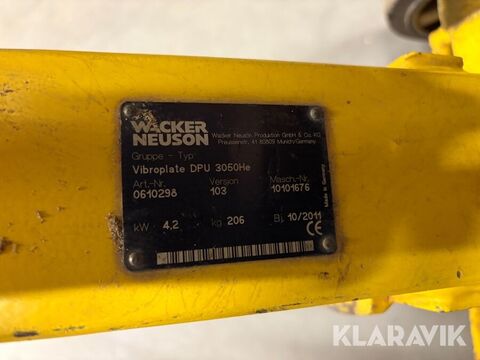 WACKER
NEUSON
Wacker Neuson Production GmbH & Co. KG
Preussenstr. 41 80809 Munich/Germany
Gruppe - Typ
Vibroplate DPU 3050He
Art.-Nr. Version Masch.-Nr.
0610298 103 10101676
kW 4,2 kg 206 Bj. 10/2011
CE
Made in Germany
KLARAVIK